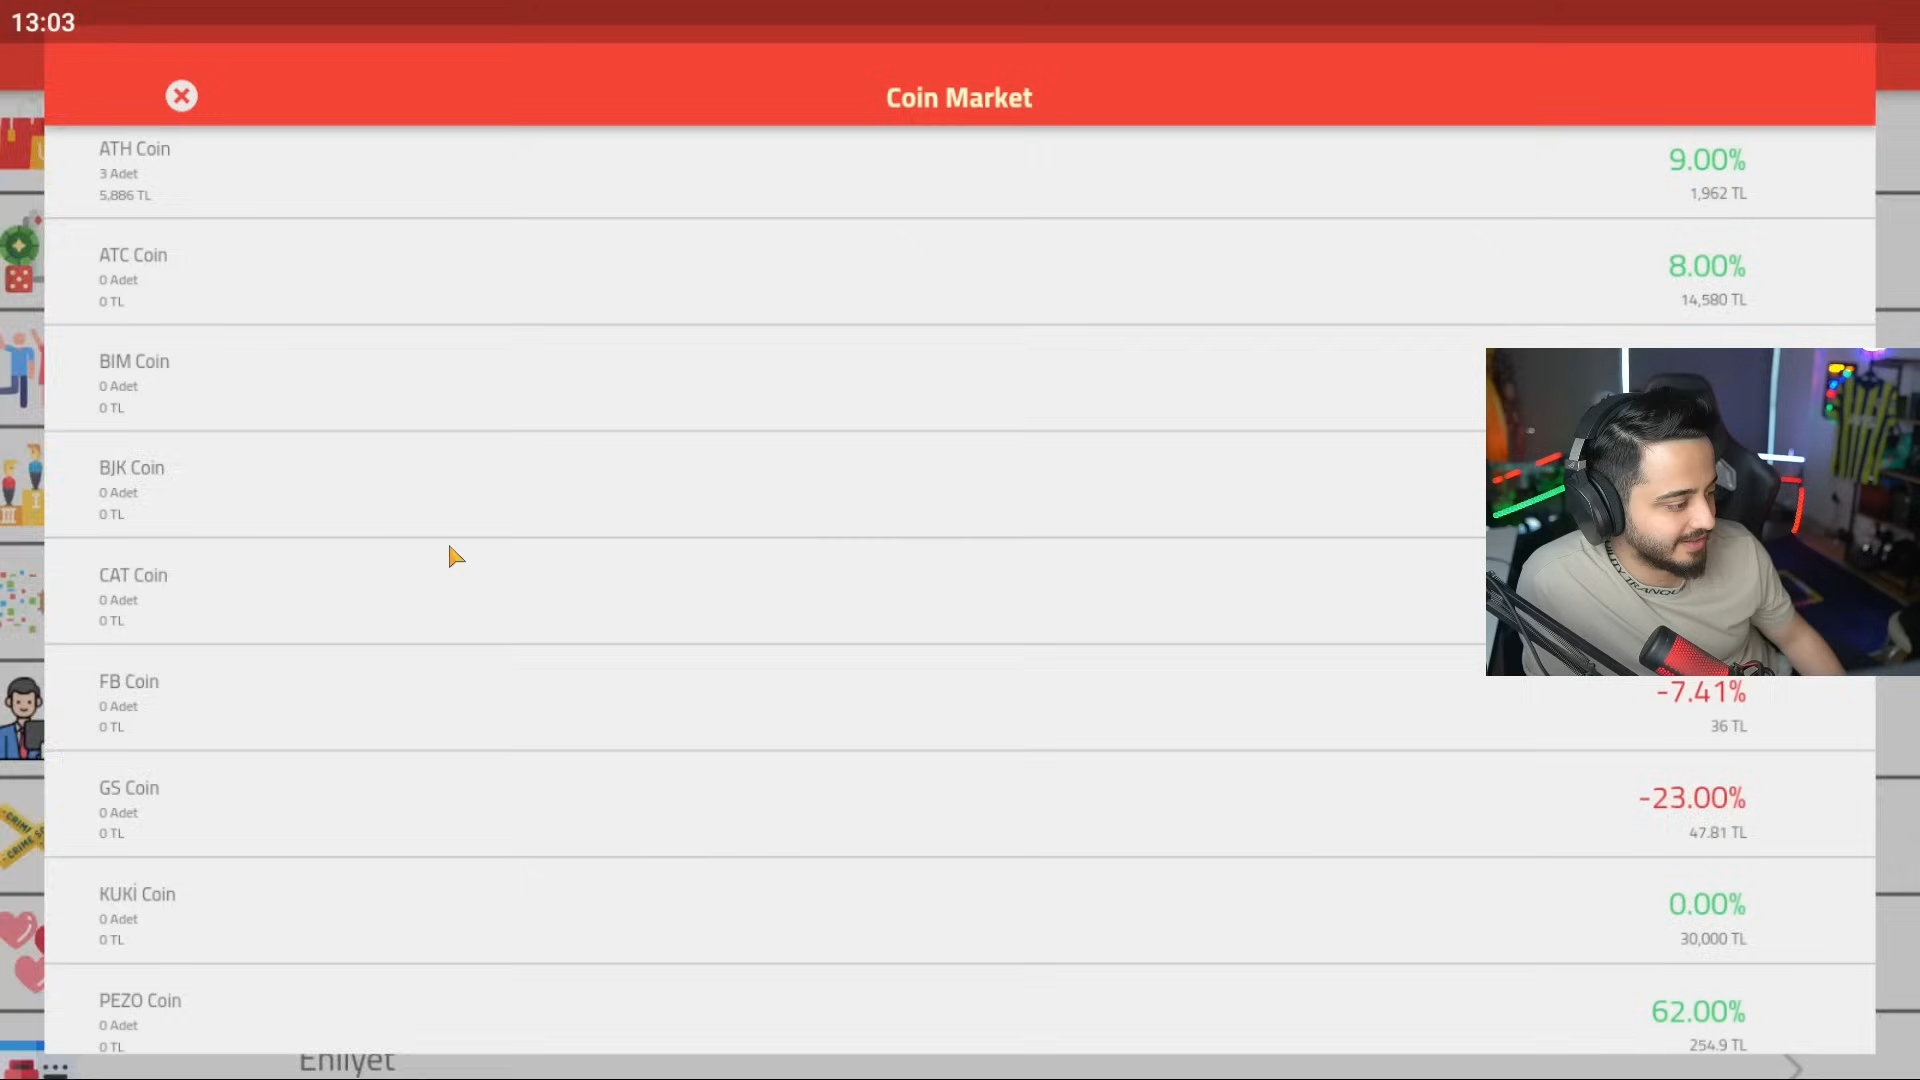 13:03
Coin Market
ATH Coin
3 Adet
5,886 TL
9.00%
1,962 TL
ATC Coin
0 Adet
0 TL
8.00%
14,580 TL
BIM Coin
0 Adet
0 TL
BJK Coin
0 Adet
0 TL
CAT Coin
0 Adet
0 TL
FB Coin
0 Adet
0 TL
-7.41%
36 TL
GS Coin
0 Adet
0 TL
-23.00%
47.81 TL
KUKİ Coin
0 Adet
0 TL
0.00%
30,000 TL
PEZO Coin
0 Adet
0 TL
62.00%
254.9 TL
Ehliyet